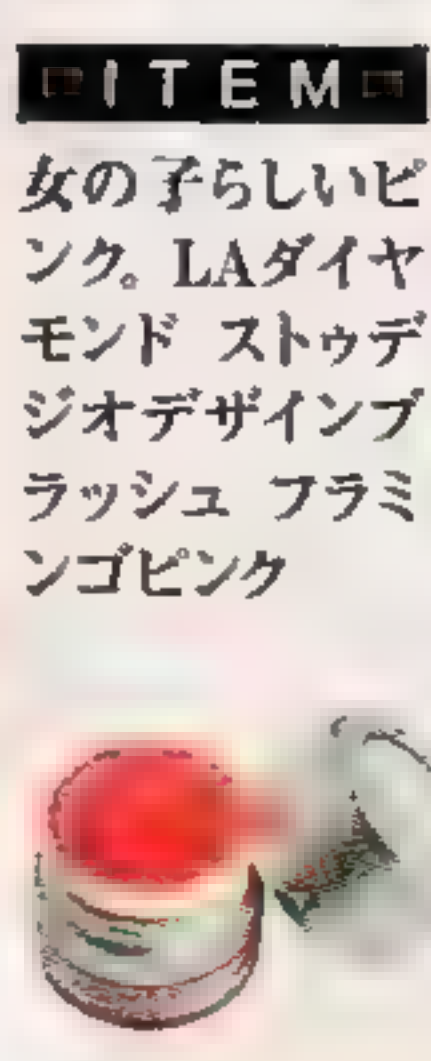 ITEM
女の子らしいピ
ンク。LAダイヤ
モンド ストゥデ
ジオデザインブ
ラッシュ フラミ
ンゴピンク